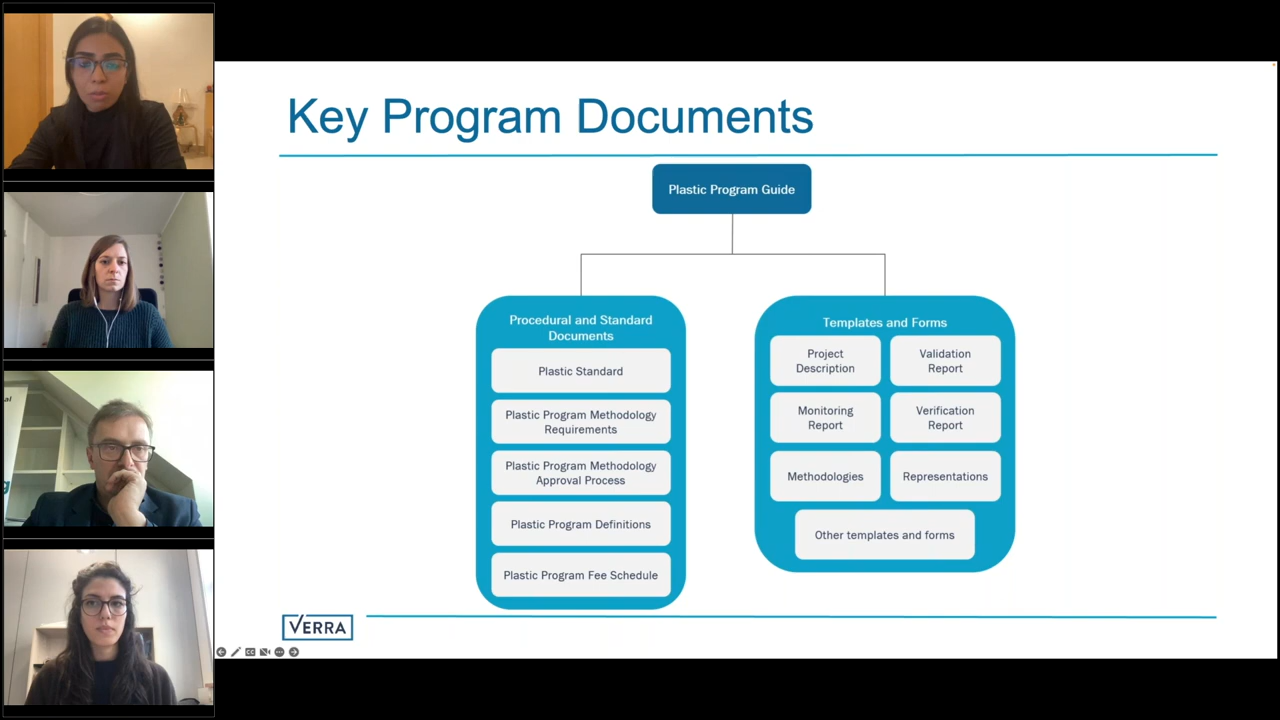 Key Program Documents
Plastic Program Guide
Procedural and Standard
Documents
Plastic Standard
Plastic Program Methodology
Requirements
Plastic Program Methodology
Approval Process
Plastic Program Definitions
Plastic Program Fee Schedule
Templates and Forms
Project
Description
Validation
Report
Monitoring
Report
Verification
Report
Methodologies
Representations
Other templates and forms
VERRA